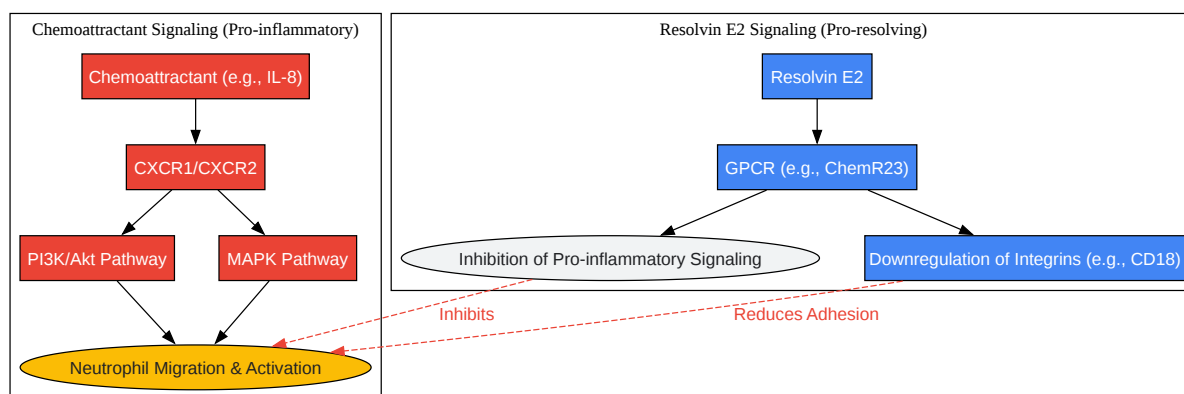 Chemoattractant Signaling (Pro-inflammatory)
Chemoattractant (e.g., IL-8)
CXCR1/CXCR2
PI3K/Akt Pathway
MAPK Pathway
Neutrophil Migration & Activation
Resolvin E2 Signaling (Pro-resolving)
Resolvin E2
GPCR (e.g., ChemR23)
Inhibition of Pro-inflammatory Signaling
Downregulation of Integrins (e.g., CD18)
Inhibits
Reduces Adhesion